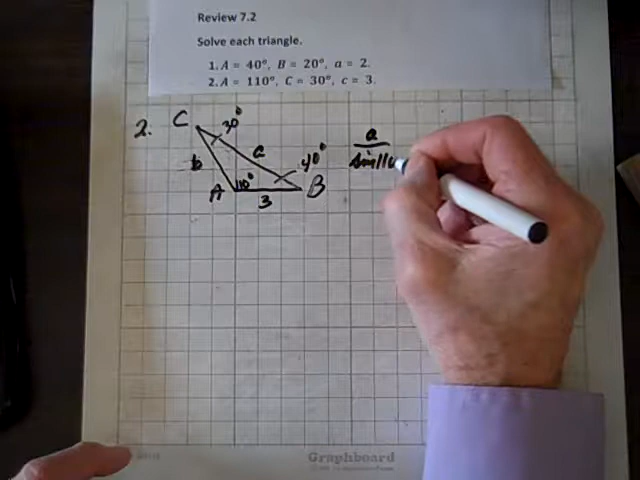 Review 7.2
Solve each triangle.
1. A = 40°, B = 20°, a = 2.
2. A = 110°, C = 30°, c = 3.
2. C 30°
a
b
40°
A 110° B
3
a
sin110
Graphboard